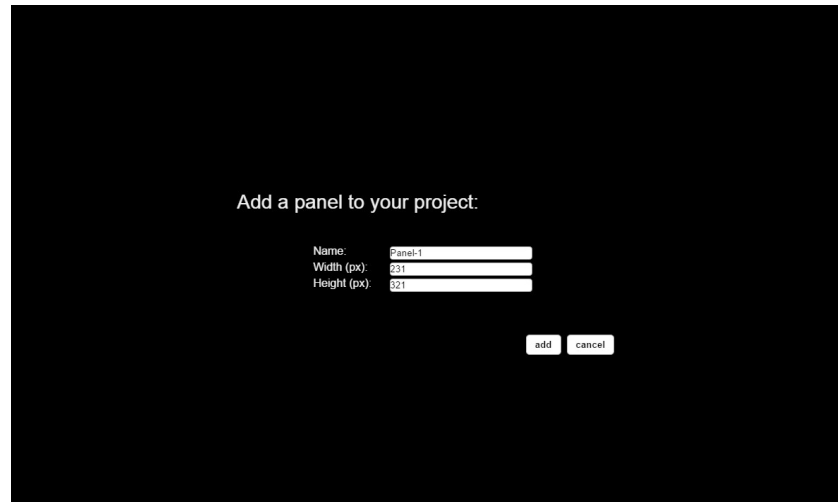 Add a panel to your project:
Name: Panel-1
Width (px): 231
Height (px): 321
add cancel